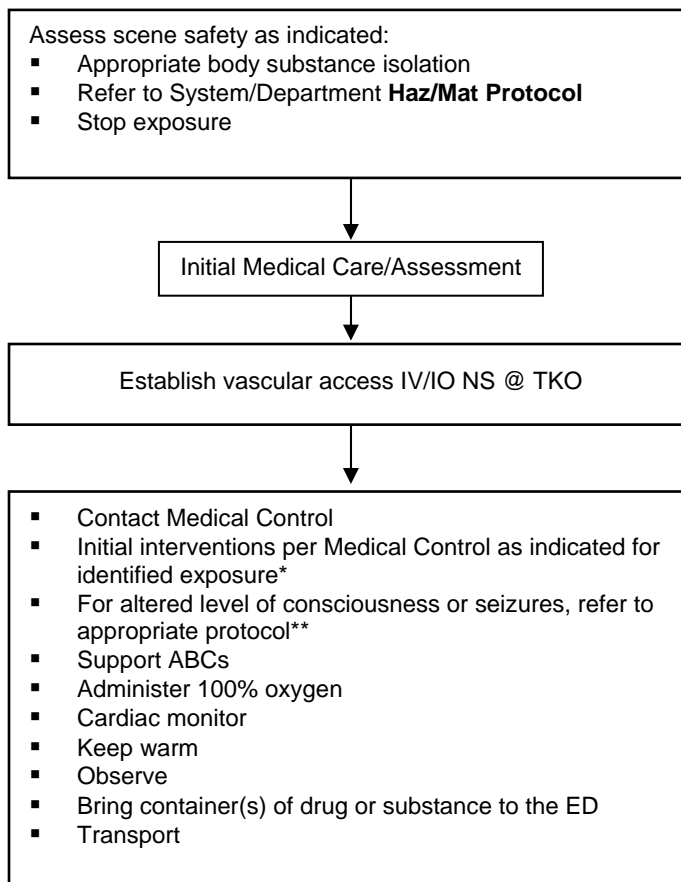 Assess scene safety as indicated:
▪ Appropriate body substance isolation
▪ Refer to System/Department Haz/Mat Protocol
▪ Stop exposure
Initial Medical Care/Assessment
Establish vascular access IV/IO NS @ TKO
▪ Contact Medical Control
▪ Initial interventions per Medical Control as indicated for
identified exposure*
▪ For altered level of consciousness or seizures, refer to
appropriate protocol**
▪ Support ABCs
▪ Administer 100% oxygen
▪ Cardiac monitor
▪ Keep warm
▪ Observe
▪ Bring container(s) of drug or substance to the ED
▪ Transport